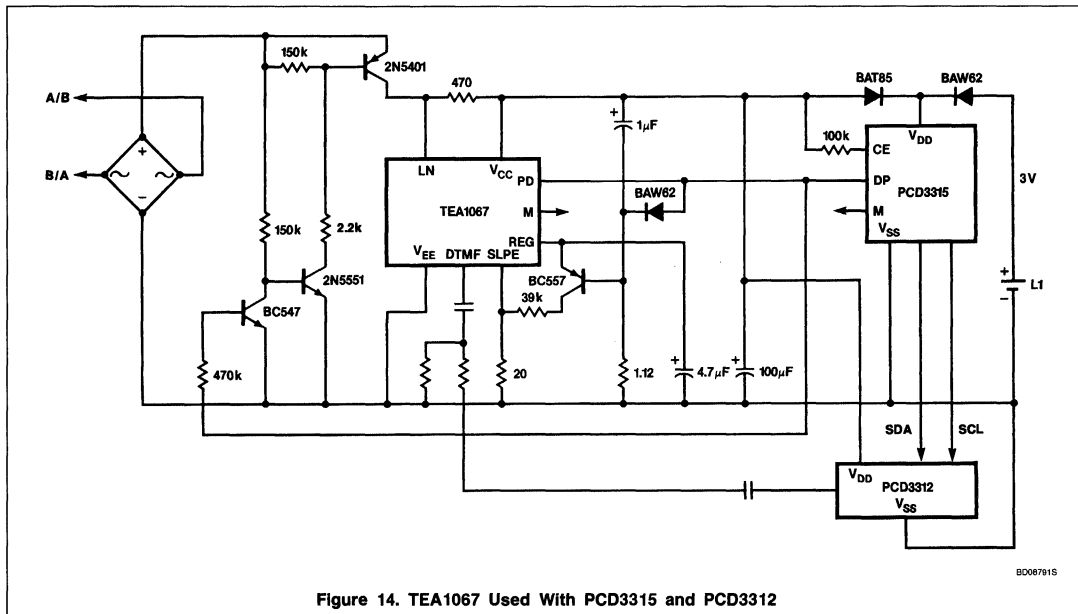 150k
2N5401
470
BAT85
BAW62
A/B
B/A
+
−
+
1µF
100k
VDD
CE
DP
M
PCD3315
VSS
3V
LN
VCC
PD
TEA1067
M
REG
VEE
DTMF
SLPE
BAW62
150k
2.2k
2N5551
BC547
BC557
39k
470k
20
1.12
+
4.7µF
+
100µF
+
−
L1
SDA
SCL
VDD
PCD3312
VSS
BD08791S
Figure 14. TEA1067 Used With PCD3315 and PCD3312